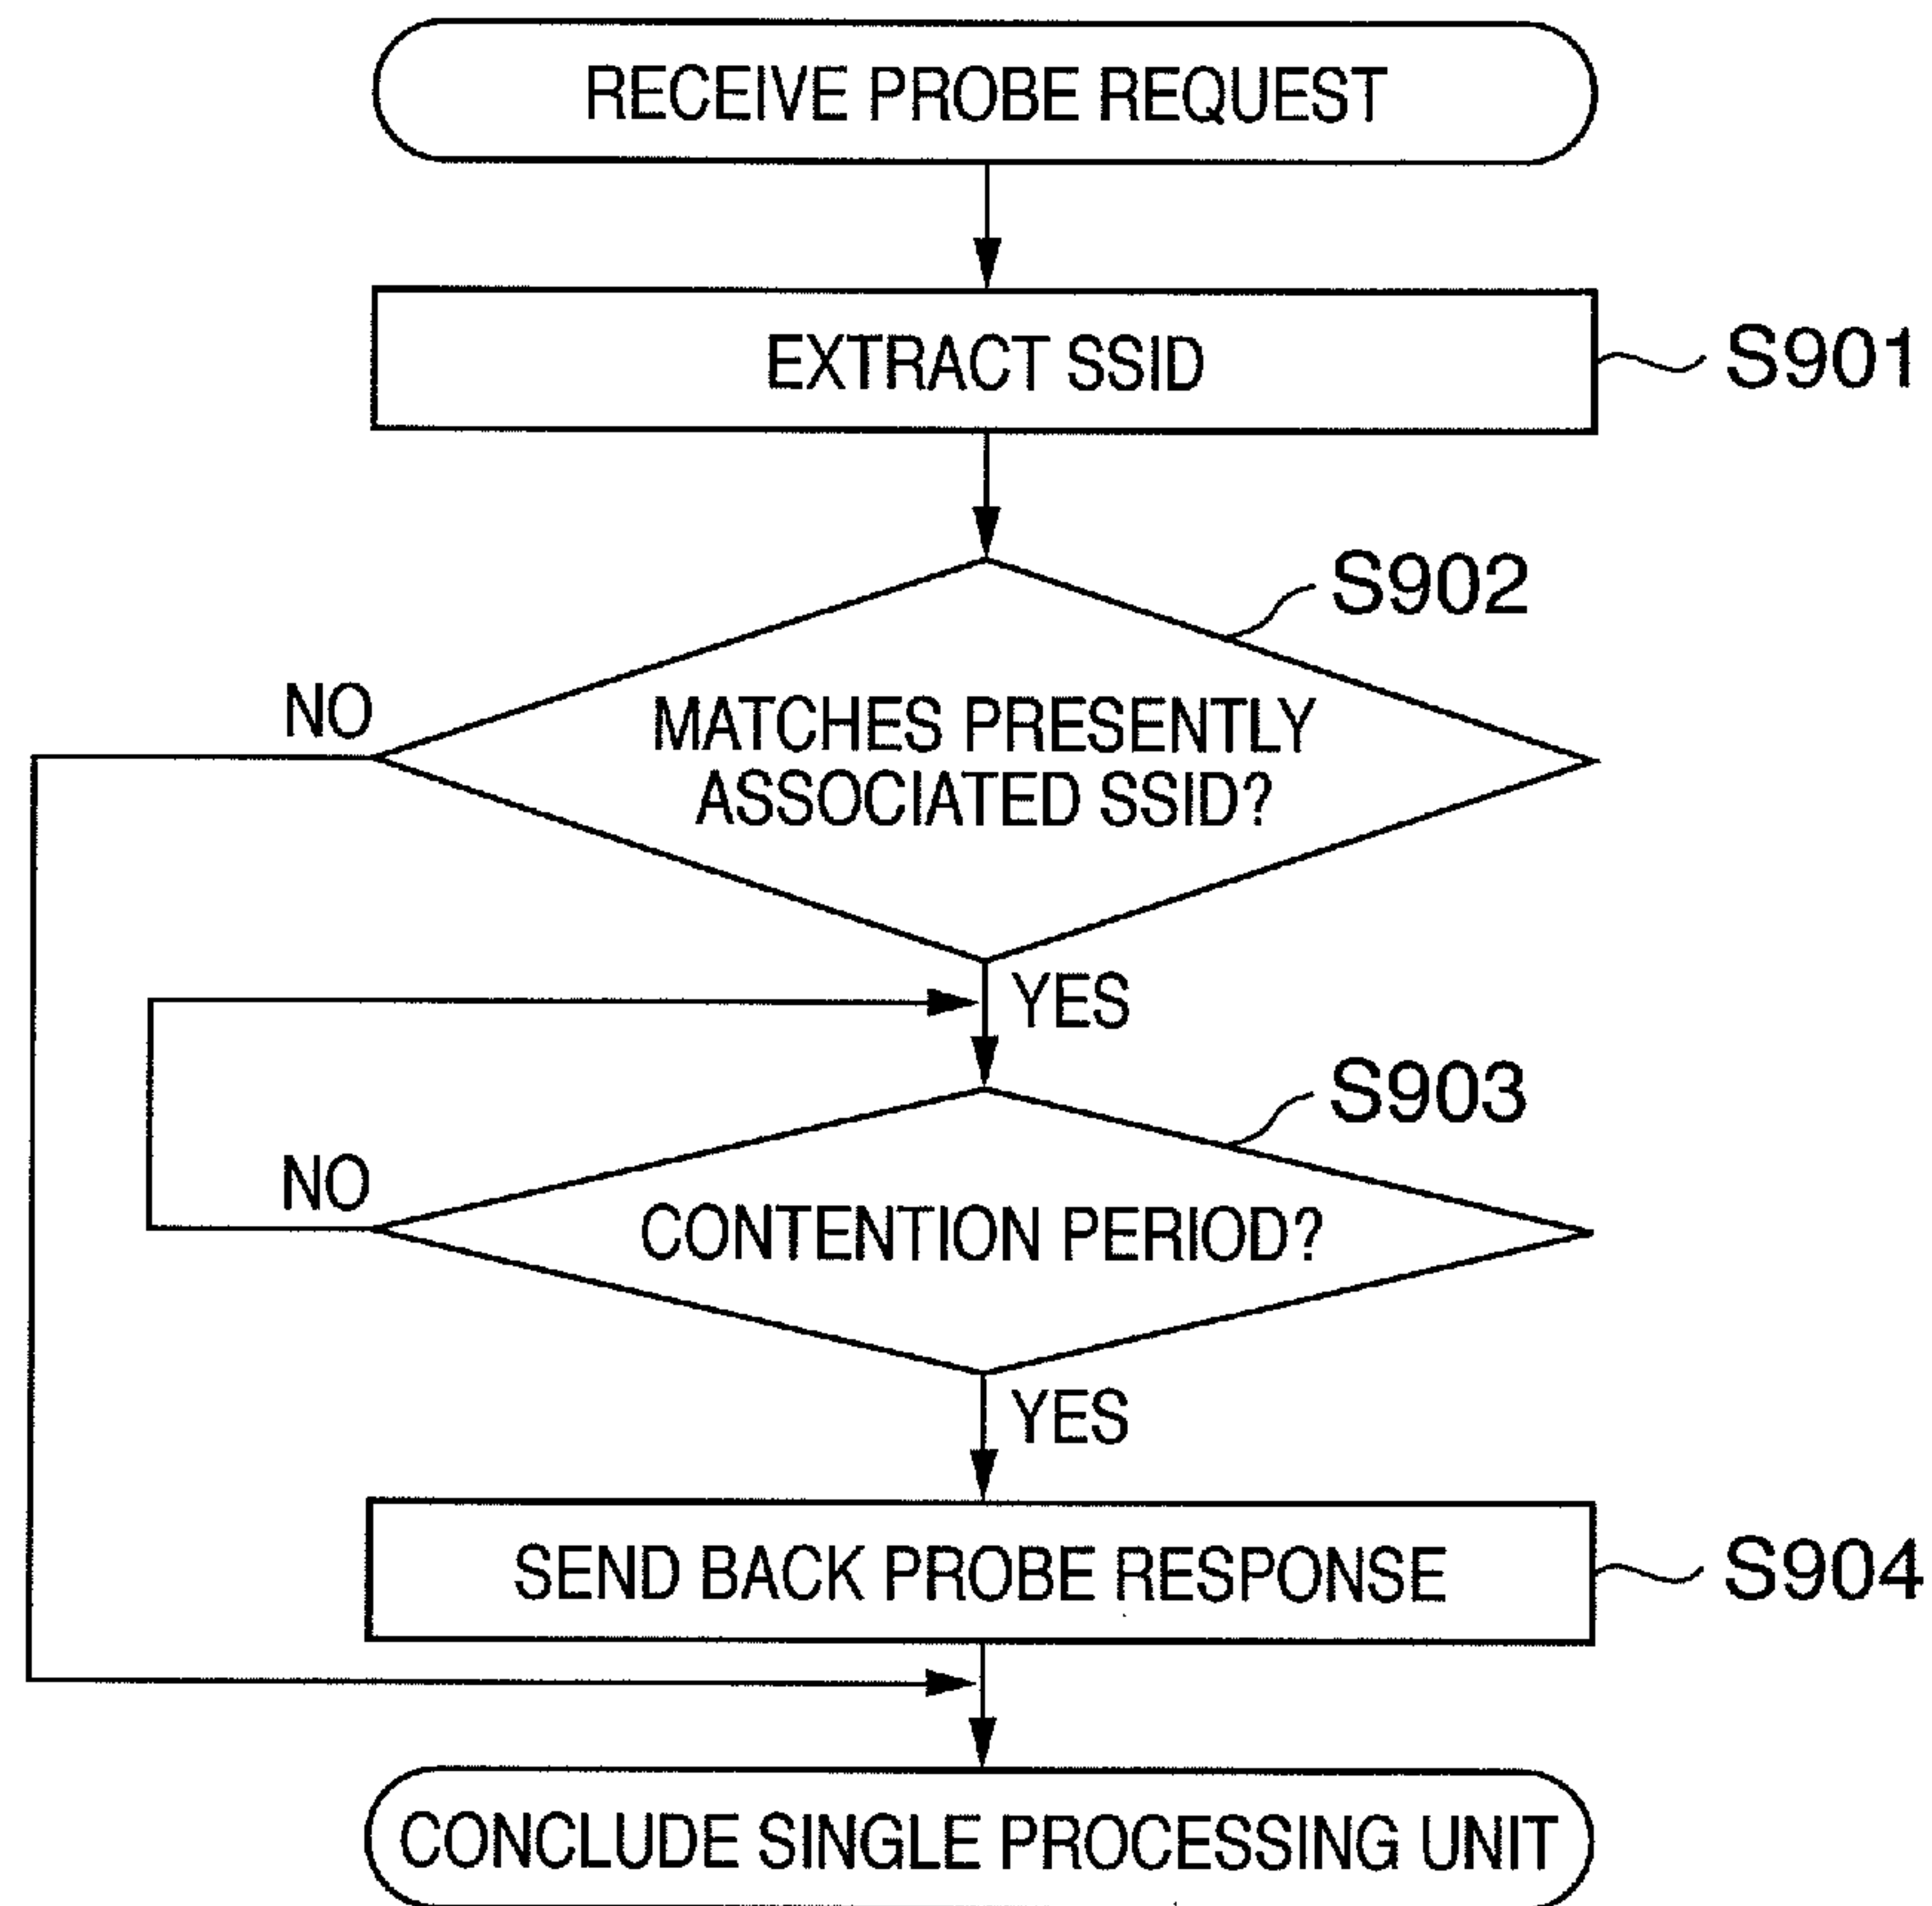 RECEIVE PROBE REQUEST
EXTRACT SSID
S901
S902
NO
MATCHES PRESENTLY
ASSOCIATED SSID?
YES
S903
NO
CONTENTION PERIOD?
YES
SEND BACK PROBE RESPONSE
S904
CONCLUDE SINGLE PROCESSING UNIT